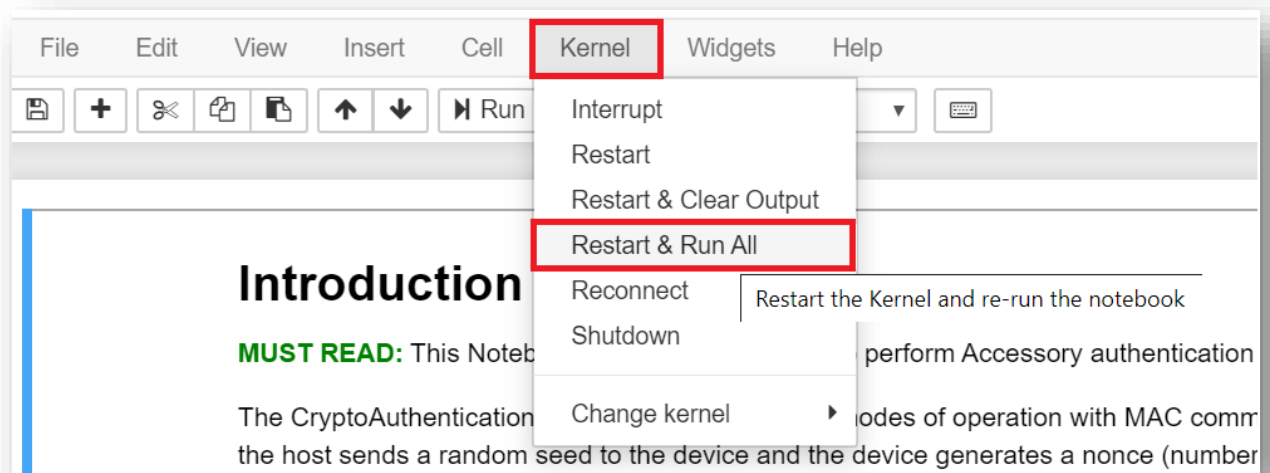 File Edit View Insert Cell Kernel Widgets Help
Run
Interrupt
Restart
Restart & Clear Output
Restart & Run All
Reconnect
Restart the Kernel and re-run the notebook
Shutdown
Change kernel
Introduction
MUST READ: This Noteb perform Accessory authentication
The CryptoAuthentication odes of operation with MAC comm
the host sends a random seed to the device and the device generates a nonce (number